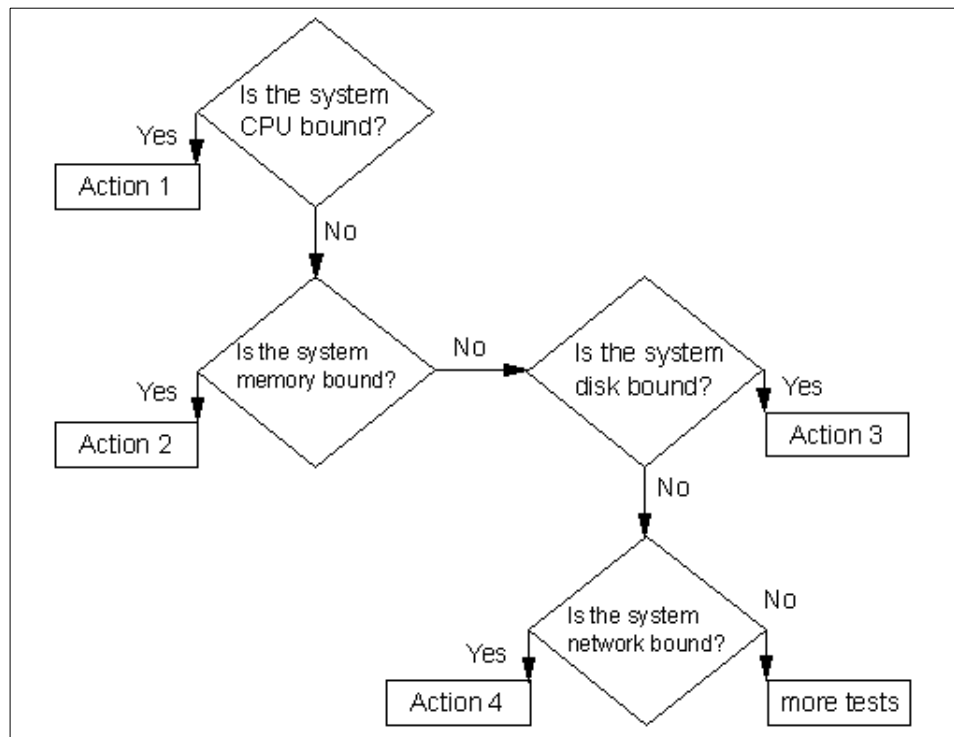 Is the system
CPU bound?
Yes
Action 1
No
Is the system
memory bound?
Yes
Action 2
No
Is the system
disk bound?
Yes
Action 3
No
Is the system
network bound?
Yes
Action 4
No
more tests